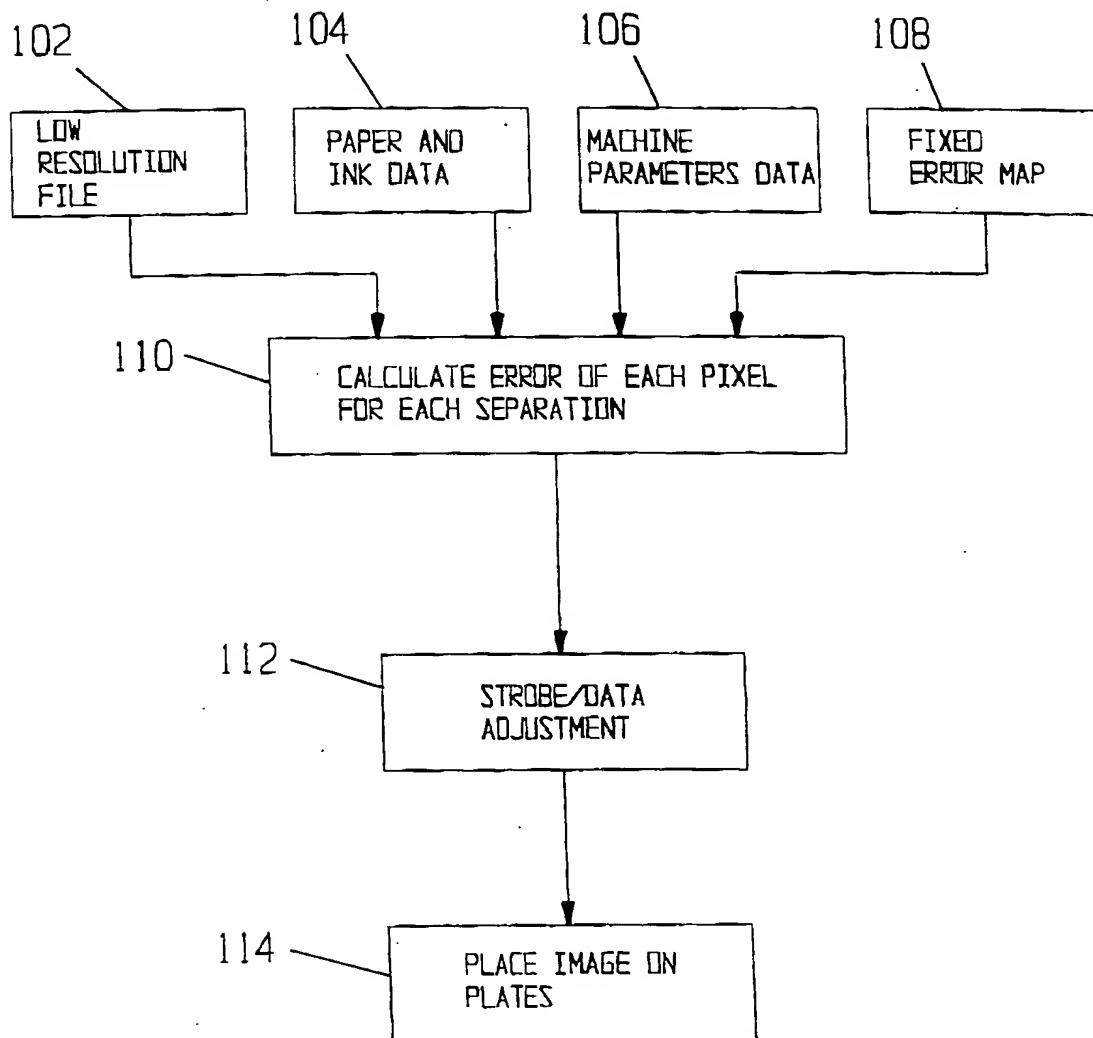 102
104
106
108
LOW
RESOLUTION
FILE
PAPER AND
INK DATA
MACHINE
PARAMETERS DATA
FIXED
ERROR MAP
110
CALCULATE ERROR OF EACH PIXEL
FOR EACH SEPARATION
112
STROBE/DATA
ADJUSTMENT
114
PLACE IMAGE ON
PLATES